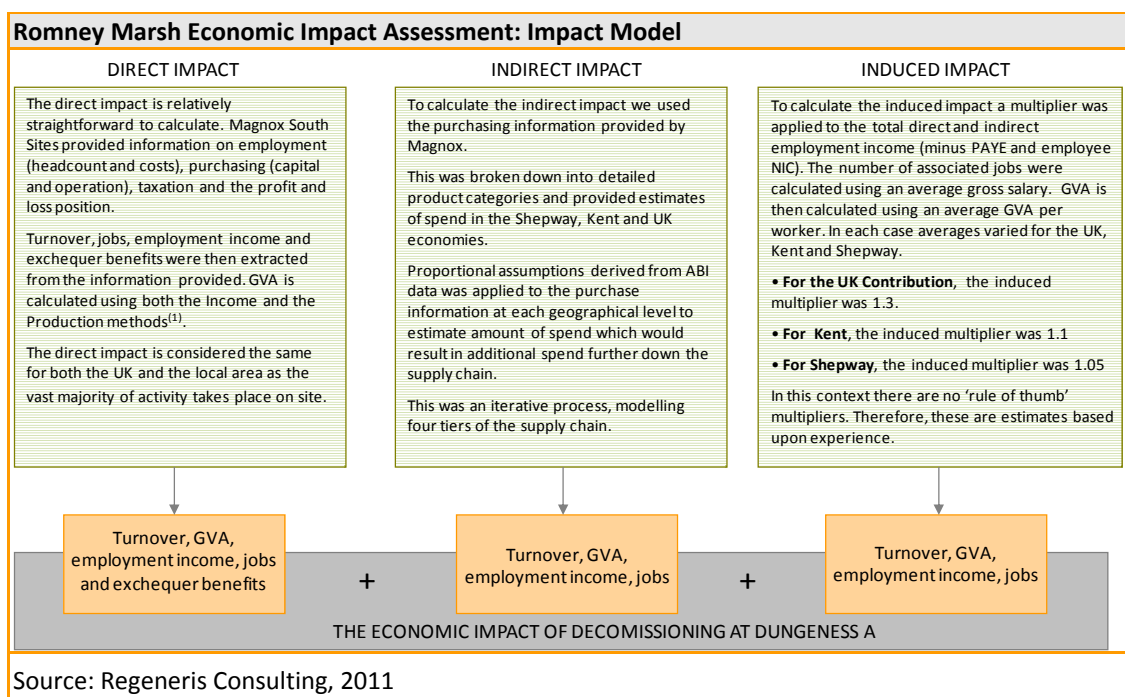 Romney Marsh Economic Impact Assessment: Impact Model
DIRECT IMPACT
The direct impact is relatively
straightforward to calculate. Magnox South
Sites provided information on employment
(headcount and costs), purchasing (capital
and operation), taxation and the profit and
loss position.
Turnover, jobs, employment income and
exchequer benefits were then extracted
from the information provided. GVA is
calculated using both the Income and the
Production methods(1).
The direct impact is considered the same
for both the UK and the local area as the
vast majority of activity takes place on site.
INDIRECT IMPACT
To calculate the indirect impact we used
the purchasing information provided by
Magnox.
This was broken down into detailed
product categories and provided estimates
of spend in the Shepway, Kent and UK
economies.
Proportional assumptions derived from ABI
data was applied to the purchase
information at each geographical level to
estimate amount of spend which would
result in additional spend further down the
supply chain.
This was an iterative process, modelling
four tiers of the supply chain.
INDUCED IMPACT
To calculate the induced impact a multiplier was
applied to the total direct and indirect
employment income (minus PAYE and employee
NIC). The number of associated jobs were
calculated using an average gross salary. GVA is
then calculated using an average GVA per
worker. In each case averages varied for the UK,
Kent and Shepway.
• For the UK Contribution, the induced
multiplier was 1.3.
• For Kent, the induced multiplier was 1.1
• For Shepway, the induced multiplier was 1.05
In this context there are no ‘rule of thumb’
multipliers. Therefore, these are estimates based
upon experience.
Turnover, GVA,
employment income, jobs
and exchequer benefits
+
Turnover, GVA,
employment income, jobs
+
Turnover, GVA,
employment income, jobs
THE ECONOMIC IMPACT OF DECOMISSIONING AT DUNGENESS A
Source: Regeneris Consulting, 2011